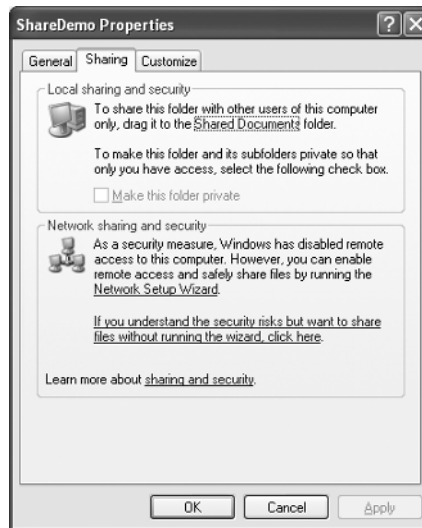 ShareDemo Properties
General Sharing Customize
Local sharing and security
To share this folder with other users of this computer
only, drag it to the Shared Documents folder.
To make this folder and its subfolders private so that
only you have access, select the following check box.
Make this folder private
Network sharing and security
As a security measure, Windows has disabled remote
access to this computer. However, you can enable
remote access and safely share files by running the
Network Setup Wizard.
If you understand the security risks but want to share
files without running the wizard, click here.
Learn more about sharing and security.
OK Cancel Apply